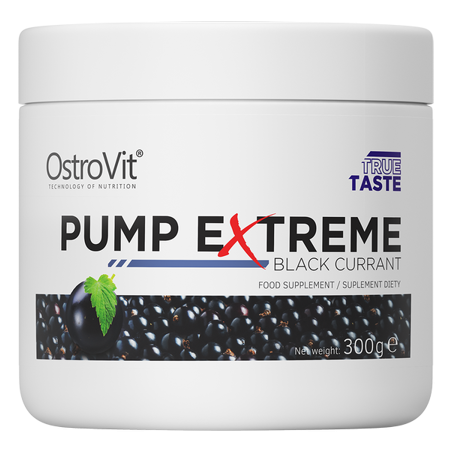 OstroVit®
TECHNOLOGY OF NUTRITION
TRUE
TASTE
PUMP EXTREME
BLACK CURRANT
FOOD SUPPLEMENT / SUPLEMENT DIETY
Net weight: 300g℮